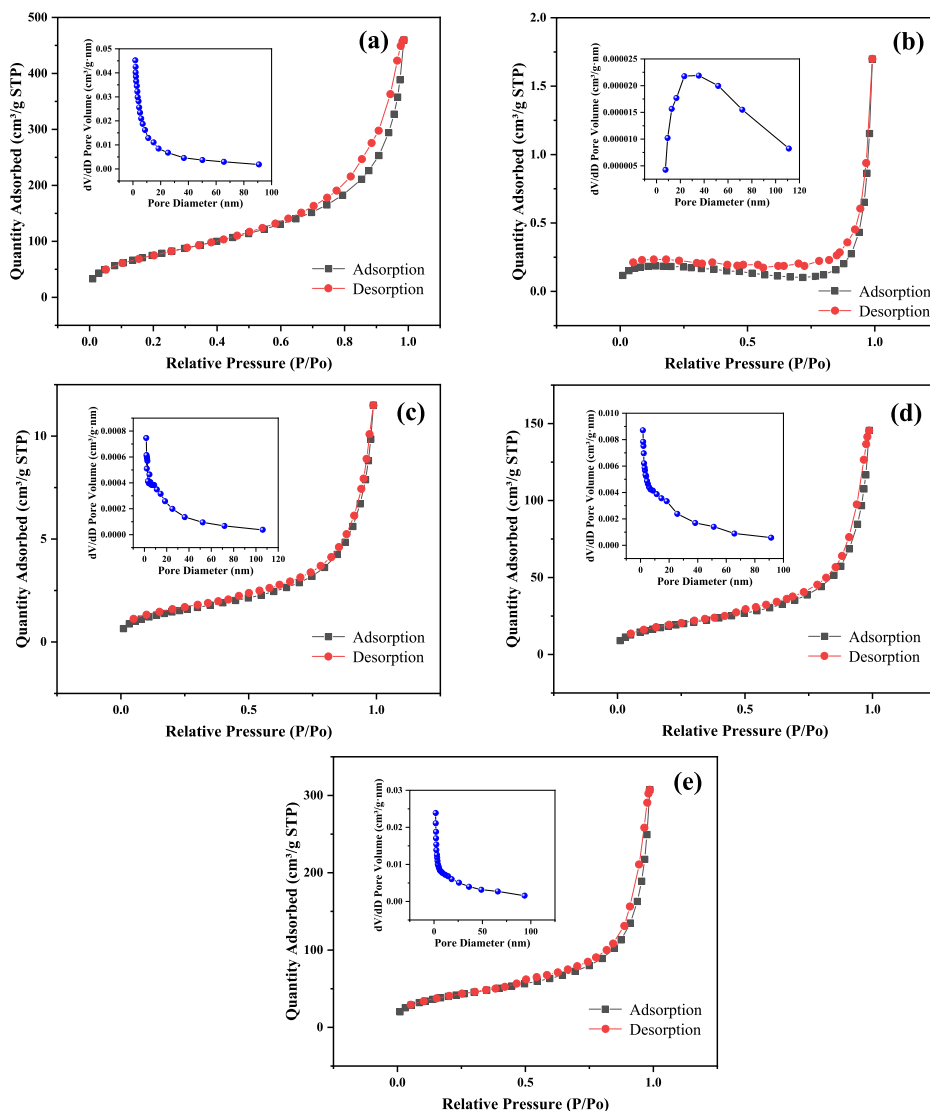 (a)
500
400
300
200
100
0
Quantity Adsorbed (cm³/g STP)
0.0 0.2 0.4 0.6 0.8 1.0
Relative Pressure (P/Po)
Adsorption
Desorption
0.05
0.04
0.03
0.02
0.01
0.00
dV/dD Pore Volume (cm³/g·nm)
0 20 40 60 80 100
Pore Diameter (nm)
(b)
2.0
1.5
1.0
0.5
0.0
Quantity Adsorbed (cm³/g STP)
0.0 0.5 1.0
Relative Pressure (P/Po)
Adsorption
Desorption
0.000025
0.000020
0.000015
0.000010
0.000005
dV/dD Pore Volume (cm³/g·nm)
0 20 40 60 80 100 120
Pore Diameter (nm)
(c)
10
5
0
Quantity Adsorbed (cm³/g STP)
0.0 0.5 1.0
Relative Pressure (P/Po)
Adsorption
Desorption
0.0008
0.0006
0.0004
0.0002
0.0000
dV/dD Pore Volume (cm³/g·nm)
0 20 40 60 80 100 120
Pore Diameter (nm)
(d)
150
100
50
0
Quantity Adsorbed (cm³/g STP)
0.0 0.5 1.0
Relative Pressure (P/Po)
Adsorption
Desorption
0.010
0.008
0.006
0.004
0.002
0.000
dV/dD Pore Volume (cm³/g·nm)
0 20 40 60 80 100
Pore Diameter (nm)
(e)
300
200
100
0
Quantity Adsorbed (cm³/g STP)
0.0 0.5 1.0
Relative Pressure (P/Po)
Adsorption
Desorption
0.03
0.02
0.01
0.00
dV/dD Pore Volume (cm³/g·nm)
0 50 100
Pore Diameter (nm)